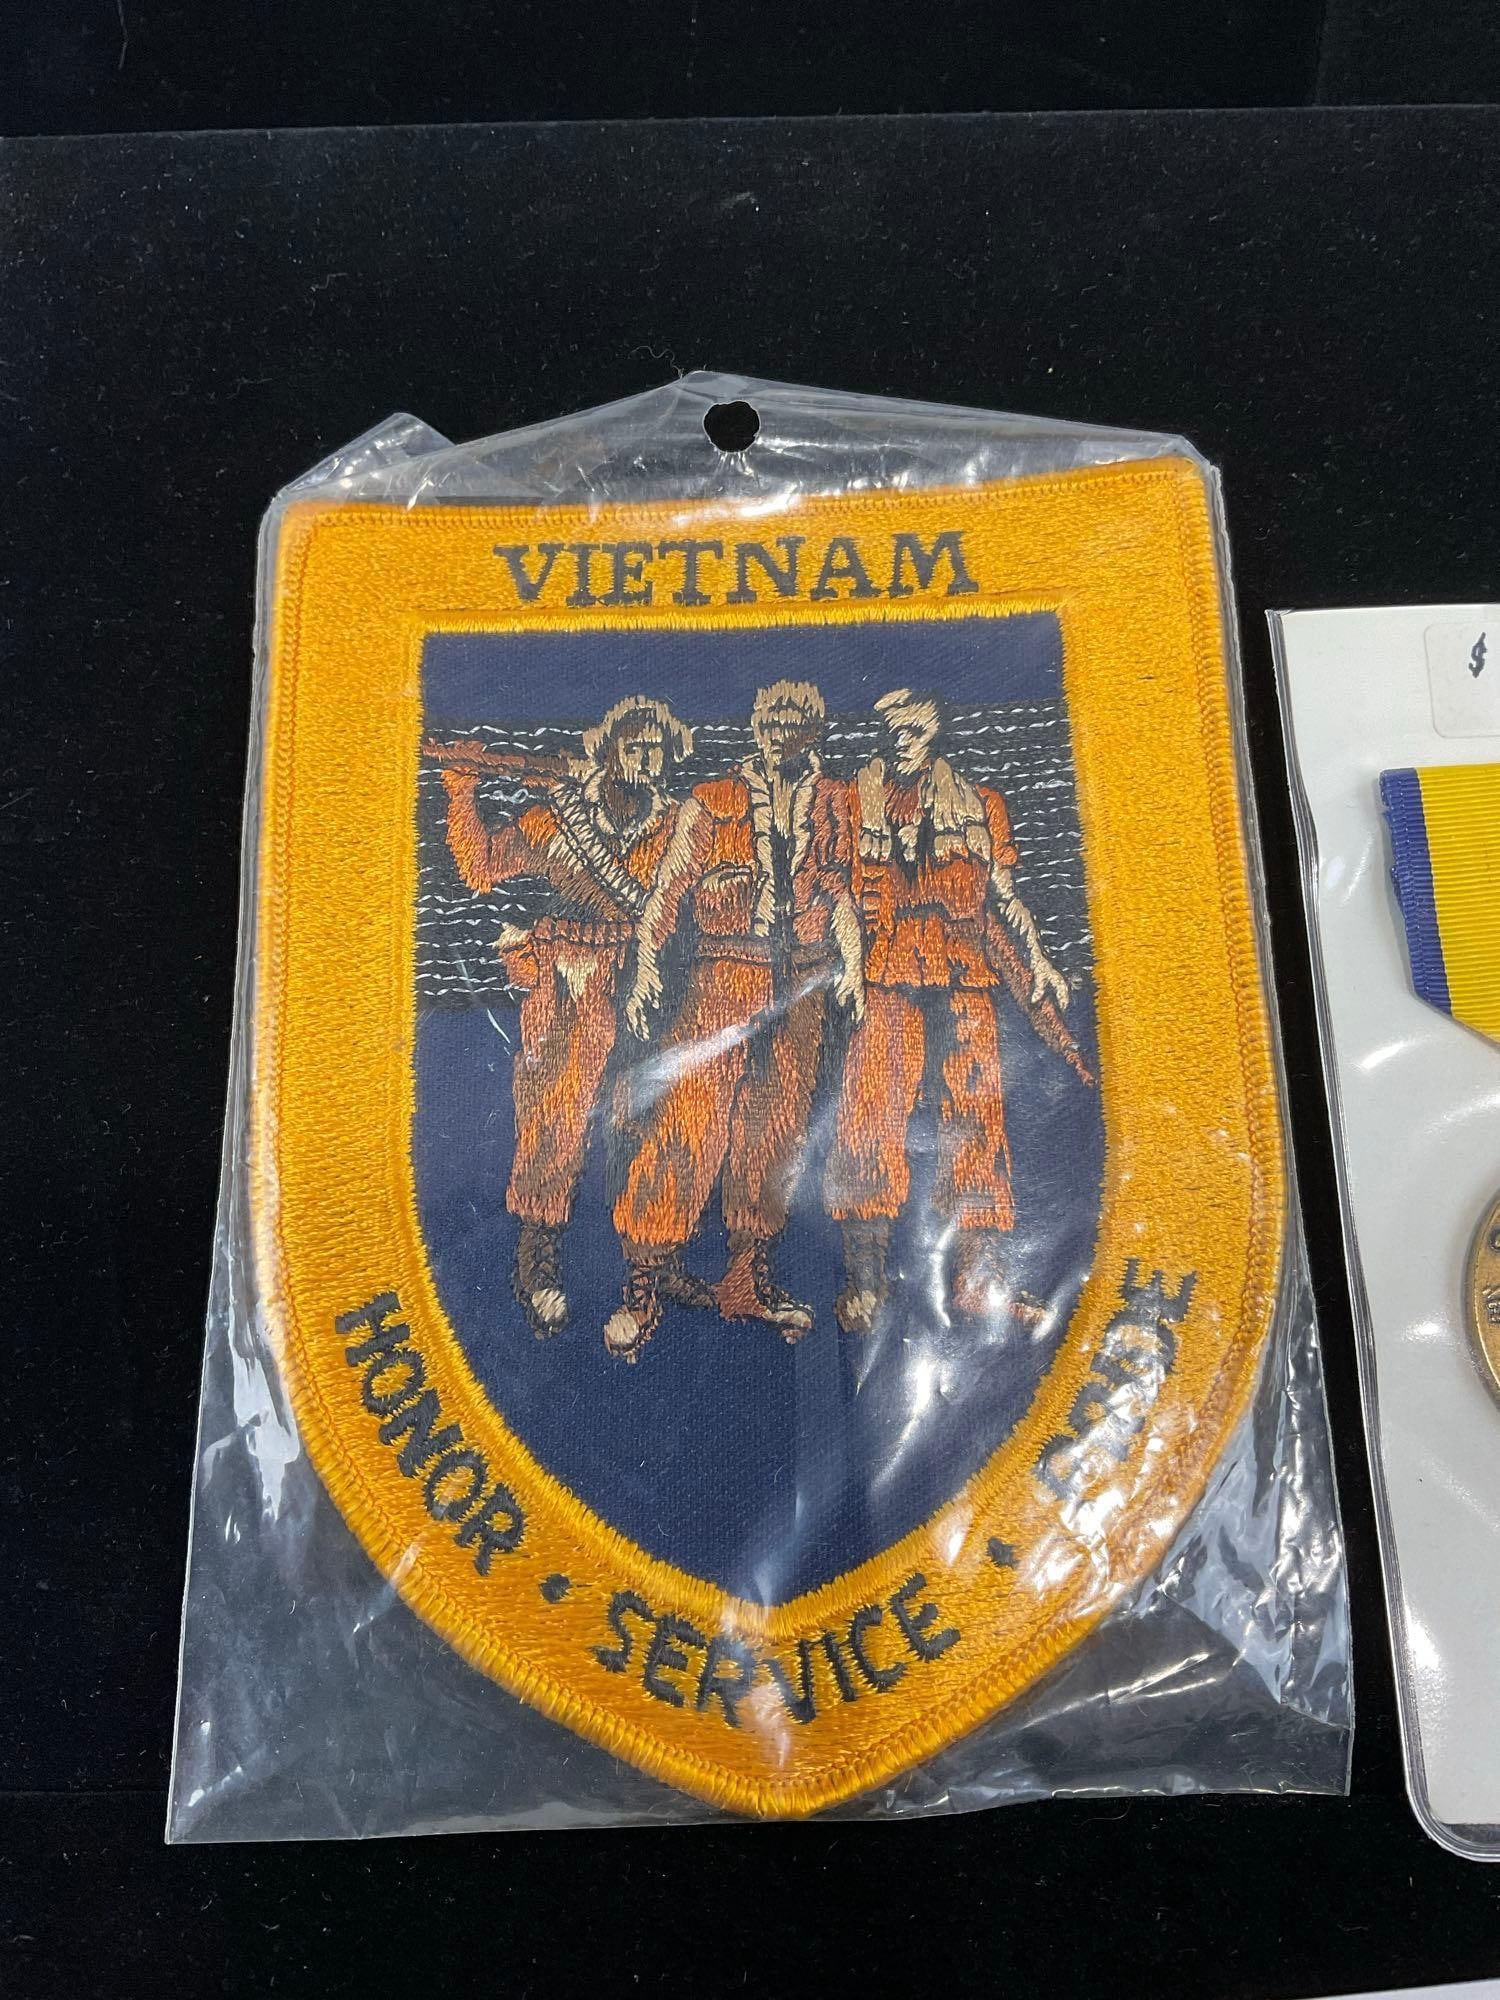 VIETNAM
HONOR • SERVICE • PRIDE
$